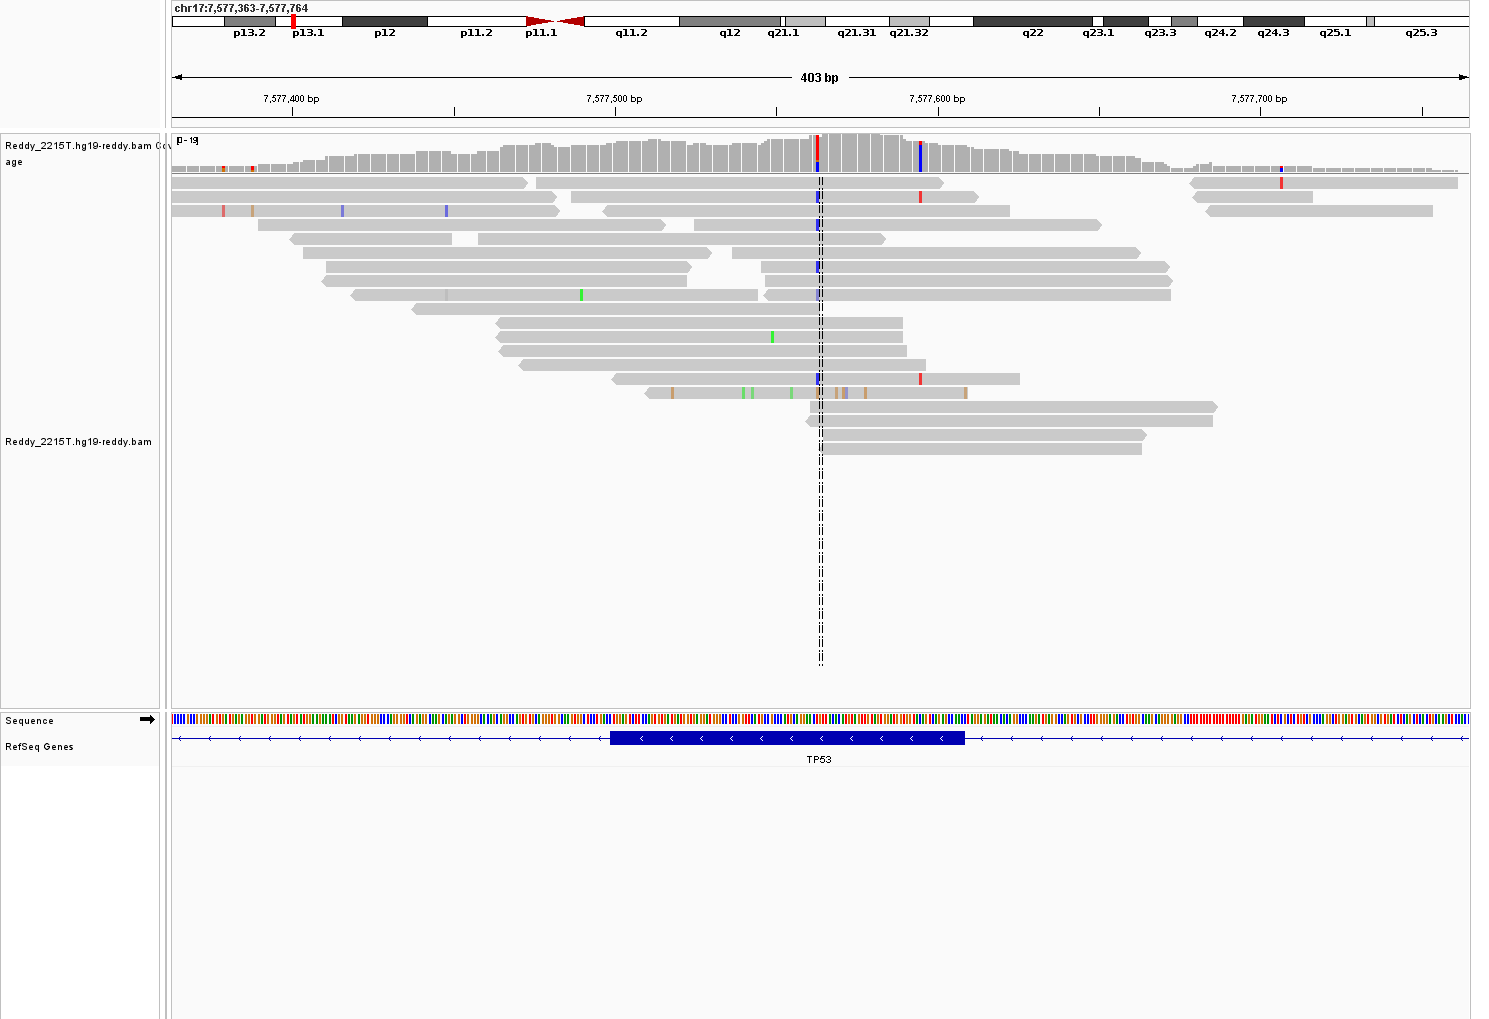 chr17:7,577,363-7,577,764
p13.2 p13.1 p12 p11.2 p11.1 q11.2 q12 q21.1 q21.31 q21.32 q22 q23.1 q23.3 q24.2 q24.3 q25.1 q25.3
403 bp
7,577,400 bp 7,577,500 bp 7,577,600 bp 7,577,700 bp
[0 - 19]
Reddy_2215T.hg19-reddy.bam Cov
age
Reddy_2215T.hg19-reddy.bam
Sequence
RefSeq Genes
TP53